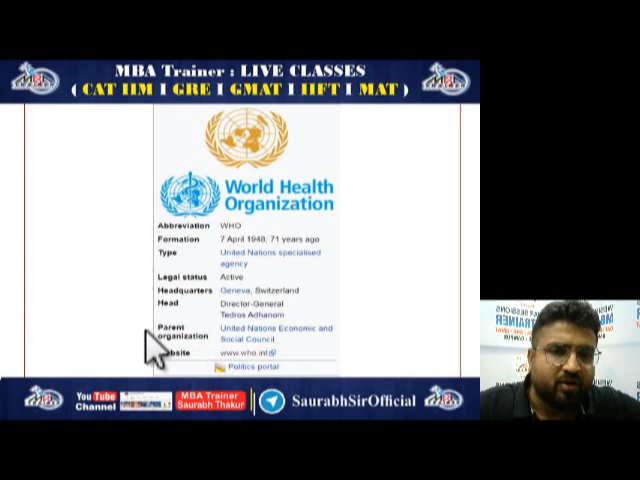 MBA Trainer : LIVE CLASSES
( CAT IIM I GRE I GMAT I IIFT I MAT )
World Health
Organization
Abbreviation WHO
Formation 7 April 1948; 71 years ago
Type United Nations specialised
agency
Legal status Active
Headquarters Geneva, Switzerland
Head Director-General
Tedros Adhanom
Parent United Nations Economic and
organization Social Council
www.who.int
Politics portal
You Tube MBA Trainer
Channel Saurabh Thakur
SaurabhSirOfficial